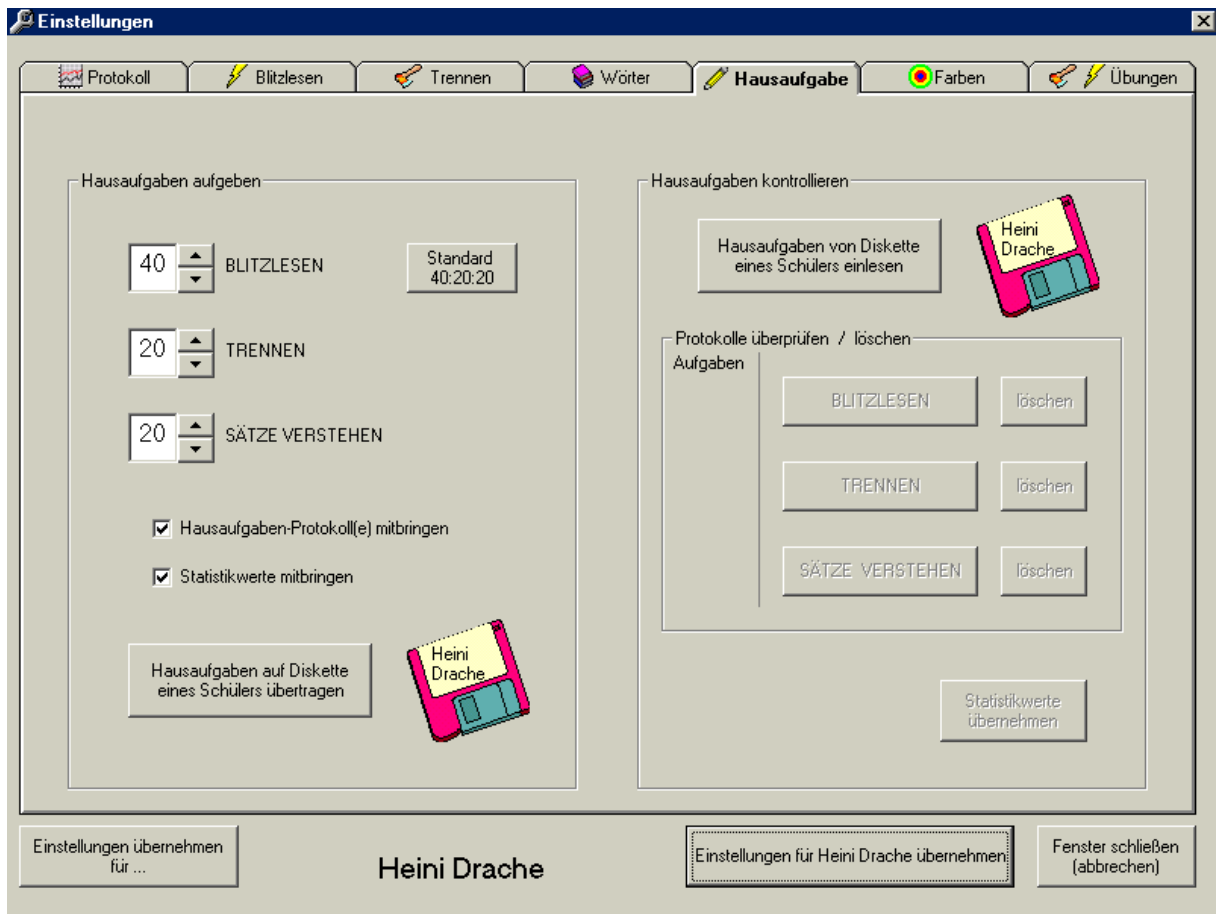 Einstellungen
Protokoll
Blitzlesen
Trennen
Wörter
Hausaufgabe
Farben
Übungen
Hausaufgaben aufgeben
40
BLITZLESEN
Standard
40:20:20
20
TRENNEN
20
SÄTZE VERSTEHEN
Hausaufgaben-Protokoll(e) mitbringen
Statistikwerte mitbringen
Hausaufgaben auf Diskette
eines Schülers übertragen
Heini
Drache
Hausaufgaben kontrollieren
Hausaufgaben von Diskette
eines Schülers einlesen
Heini
Drache
Protokolle überprüfen / löschen
Aufgaben
BLITZLESEN
löschen
TRENNEN
löschen
SÄTZE VERSTEHEN
löschen
Statistikwerte
übernehmen
Einstellungen übernehmen
für ...
Heini Drache
Einstellungen für Heini Drache übernehmen
Fenster schließen
(abbrechen)